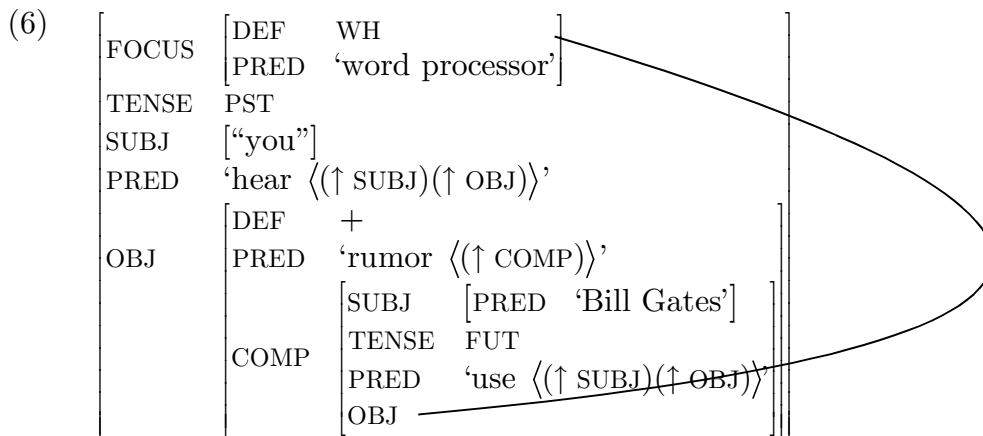 (6)
FOCUS DEF WH
PRED ‘word processor’
TENSE PST
SUBJ [“you”]
PRED ‘hear ⟨(↑ SUBJ)(↑ OBJ)⟩’
OBJ DEF +
PRED ‘rumor ⟨(↑ COMP)⟩’
COMP SUBJ [PRED ‘Bill Gates’]
TENSE FUT
PRED ‘use ⟨(↑ SUBJ)(↑ OBJ)⟩’
OBJ